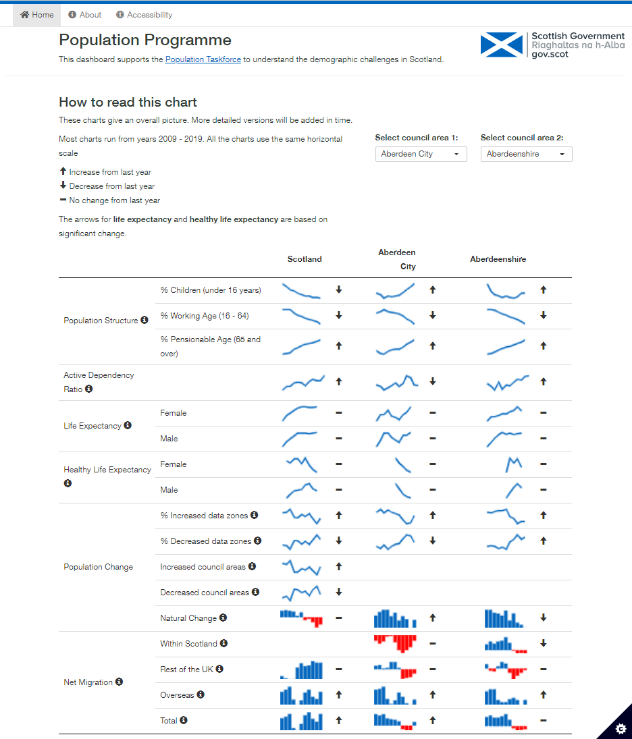 Home About Accessibility
Population Programme
This dashboard supports the Population Taskforce to understand the demographic challenges in Scotland.
Scottish Government
Riaghaltas na h-Alba
gov.scot
How to read this chart
These charts give an overall picture. More detailed versions will be added in time.
Most charts run from years 2009 - 2019. All the charts use the same horizontal
scale
Increase from last year
Decrease from last year
No change from last year
The arrows for life expectancy and healthy life expectancy are based on
significant change.
Select council area 1:
Aberdeen City
Select council area 2:
Aberdeenshire
Scotland
Aberdeen
City
Aberdeenshire
Population Structure
% Children (under 16 years)
% Working Age (16 - 64)
% Pensionable Age (65 and
over)
Active Dependency
Ratio
Life Expectancy
Female
Male
Healthy Life Expectancy
Female
Male
Population Change
% Increased data zones
% Decreased data zones
Increased council areas
Decreased council areas
Natural Change
Net Migration
Within Scotland
Rest of the UK
Overseas
Total